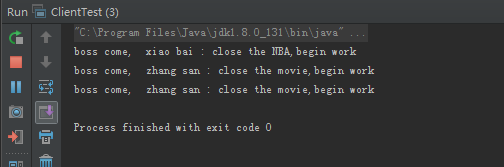 Run ClientTest (3)
"C:\Program Files\Java\jdk1.8.0_131\bin\java" ...
boss come,  xiao bai : close the NBA,begin work
boss come,  zhang san : close the movie,begin work
boss come,  zhang san : close the movie,begin work
Process finished with exit code 0